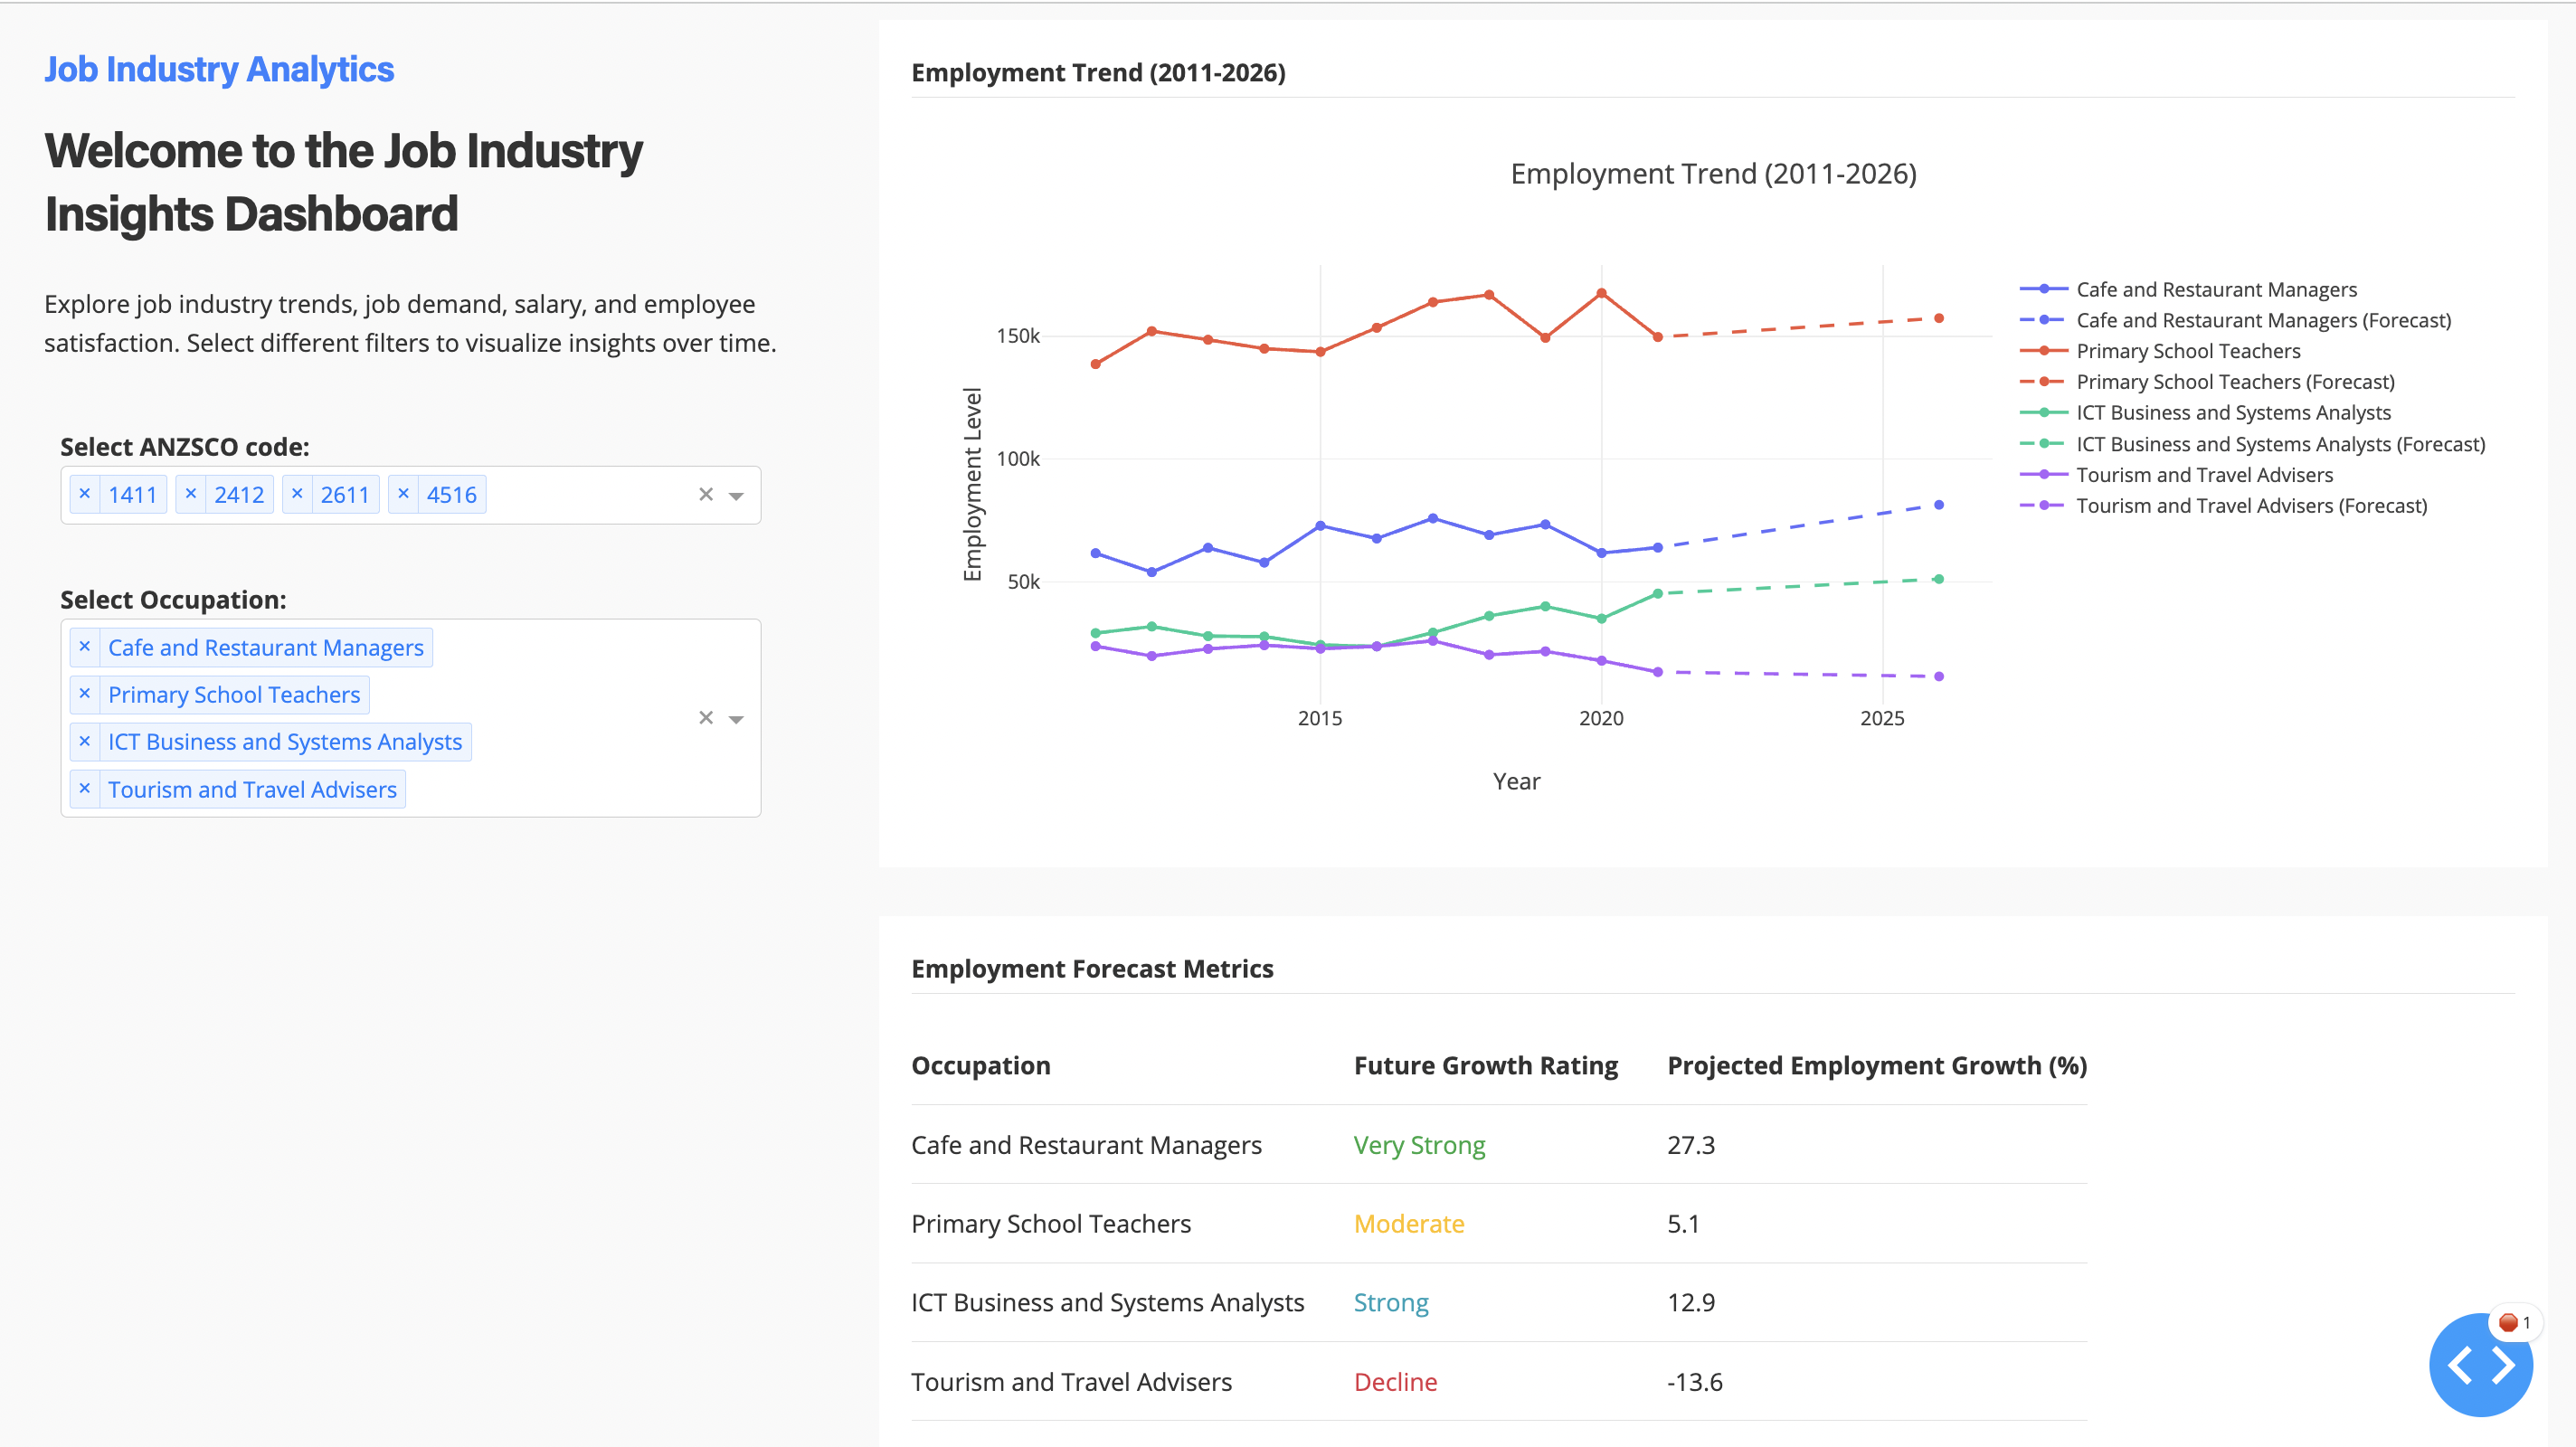 Job Industry Analytics
Welcome to the Job Industry
Insights Dashboard
Explore job industry trends, job demand, salary, and employee
satisfaction. Select different filters to visualize insights over time.
Select ANZSCO code:
× 1411 × 2412 × 2611 × 4516 ×
Select Occupation:
× Cafe and Restaurant Managers
× Primary School Teachers
×
× ICT Business and Systems Analysts
× Tourism and Travel Advisers
Employment Trend (2011-2026)
Employment Trend (2011-2026)
Employment Level
150k
100k
50k
2015 2020 2025
Year
Cafe and Restaurant Managers
Cafe and Restaurant Managers (Forecast)
Primary School Teachers
Primary School Teachers (Forecast)
ICT Business and Systems Analysts
ICT Business and Systems Analysts (Forecast)
Tourism and Travel Advisers
Tourism and Travel Advisers (Forecast)
Employment Forecast Metrics
Occupation Future Growth Rating Projected Employment Growth (%)
Cafe and Restaurant Managers Very Strong 27.3
Primary School Teachers Moderate 5.1
ICT Business and Systems Analysts Strong 12.9
Tourism and Travel Advisers Decline -13.6
1